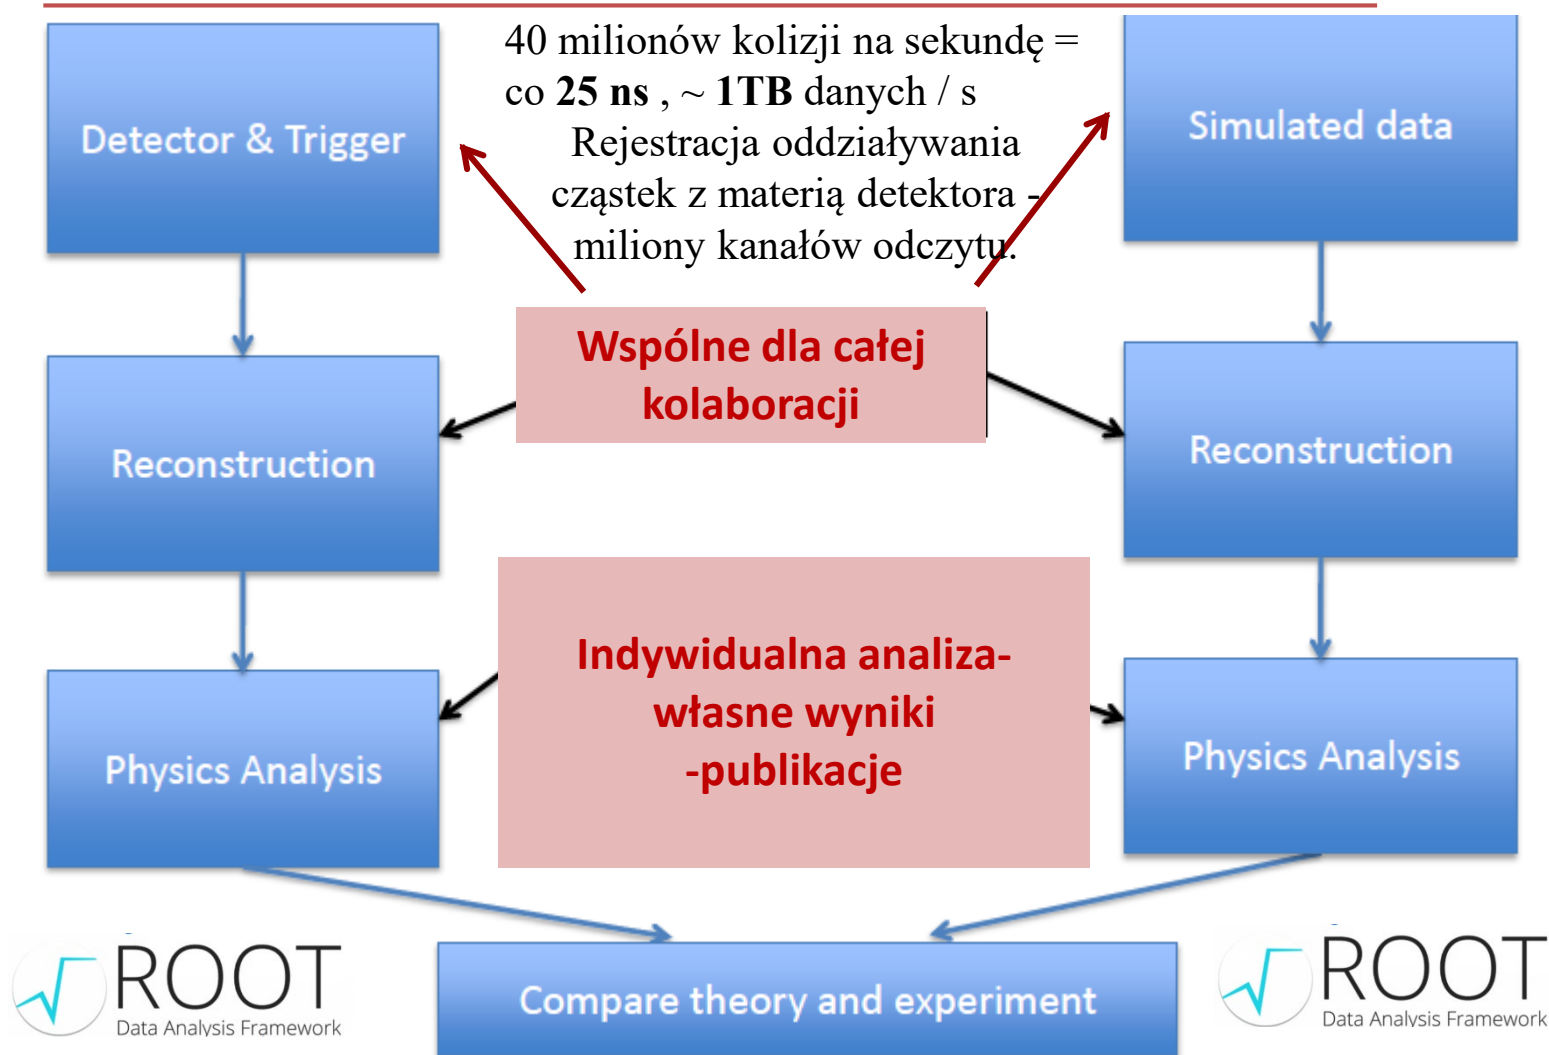 40 milionów kolizji na sekundę =
co 25 ns , ~ 1TB danych / s
Rejestracja oddziaływania
cząstek z materią detektora -
miliony kanałów odczytu.
Detector & Trigger
Simulated data
Wspólne dla całej
kolaboracji
Reconstruction
Reconstruction
Indywidualna analiza-
własne wyniki
-publikacje
Physics Analysis
Physics Analysis
ROOT
Data Analysis Framework
Compare theory and experiment
ROOT
Data Analysis Framework